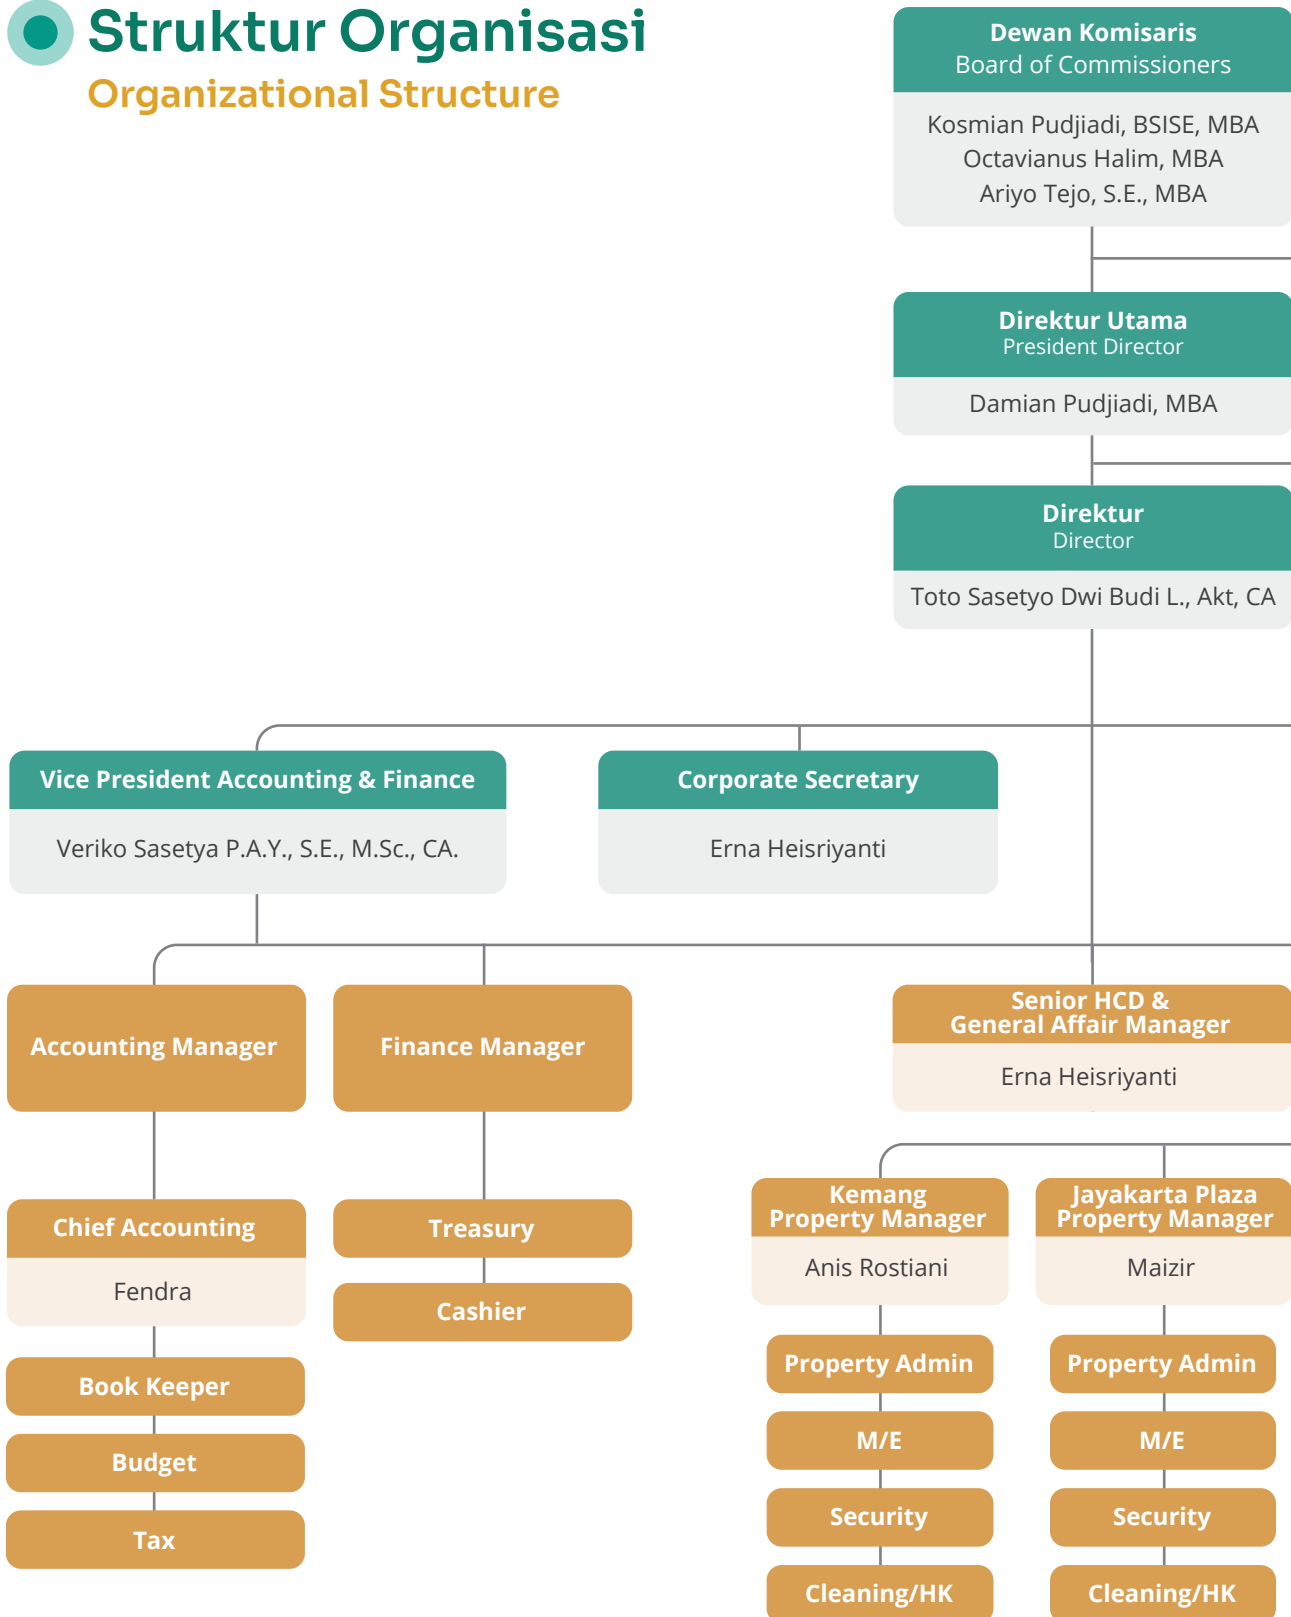 Struktur Organisasi
Organizational Structure
Dewan Komisaris
Board of Commissioners
Kosmian Pudjiadi, BSISE, MBA
Octavianus Halim, MBA
Ariyo Tejo, S.E., MBA
Direktur Utama
President Director
Damian Pudjiadi, MBA
Direktur
Director
Toto Sasetyo Dwi Budi L., Akt, CA
Vice President Accounting & Finance
Veriko Sasetya P.A.Y., S.E., M.Sc., CA.
Corporate Secretary
Erna Heisriyanti
Accounting Manager
Finance Manager
Senior HCD &
General Affair Manager
Erna Heisriyanti
Chief Accounting
Fendra
Book Keeper
Budget
Tax
Treasury
Cashier
Kemang
Property Manager
Anis Rostiani
Property Admin
M/E
Security
Cleaning/HK
Jayakarta Plaza
Property Manager
Maizir
Property Admin
M/E
Security
Cleaning/HK